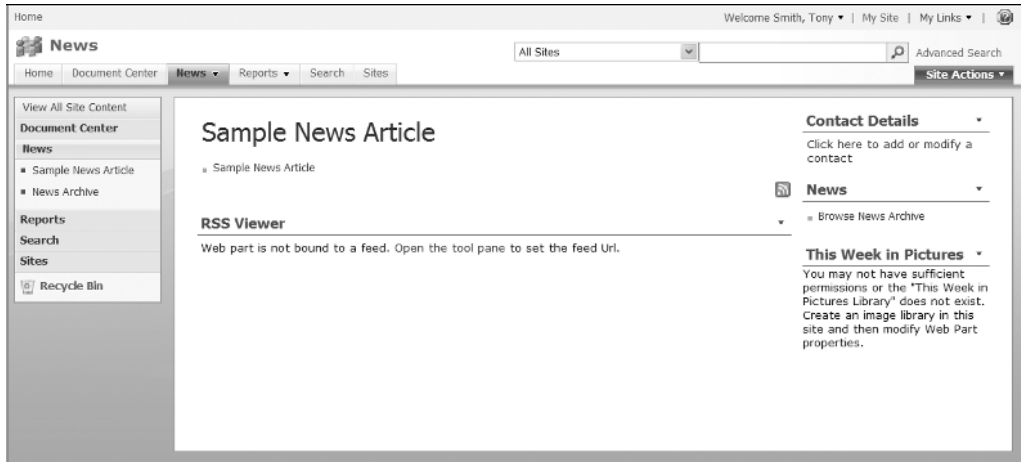 Home
Welcome Smith, Tony | My Site | My Links |
News
All Sites
Advanced Search
Home Document Center News Reports Search Sites
Site Actions
View All Site Content
Document Center
News
Sample News Article
News Archive
Reports
Search
Sites
Recycle Bin
Sample News Article
Sample News Article
RSS Viewer
Web part is not bound to a feed. Open the tool pane to set the feed Url.
Contact Details
Click here to add or modify a
contact
News
Browse News Archive
This Week in Pictures
You may not have sufficient
permissions or the "This Week in
Pictures Library" does not exist.
Create an image library in this
site and then modify Web Part
properties.